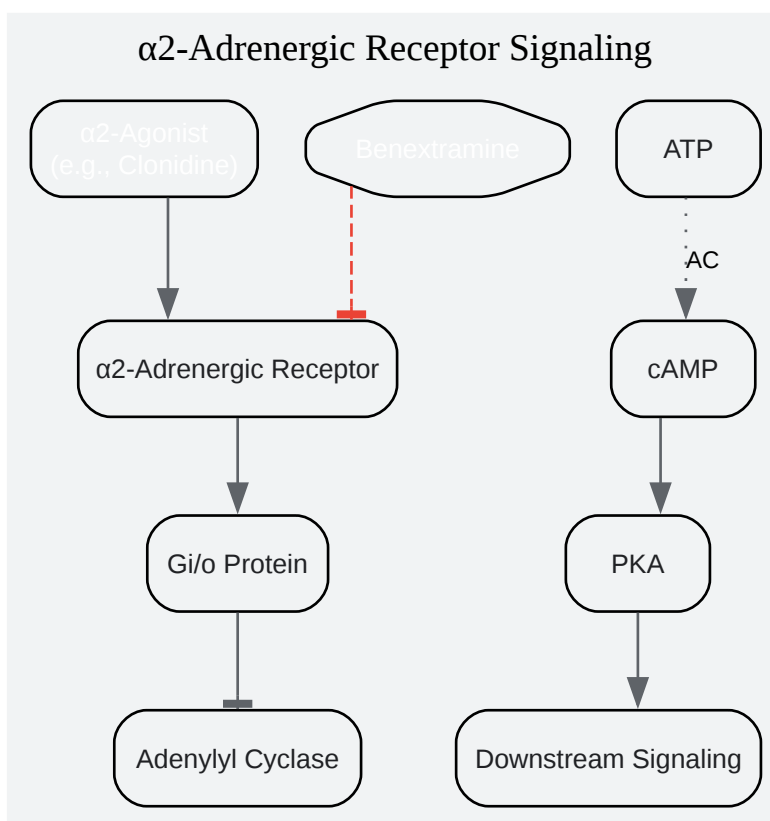 α2-Adrenergic Receptor Signaling
α2-Agonist
(e.g., Clonidine)
Benextramine
ATP
AC
α2-Adrenergic Receptor
cAMP
Gi/o Protein
PKA
Adenylyl Cyclase
Downstream Signaling